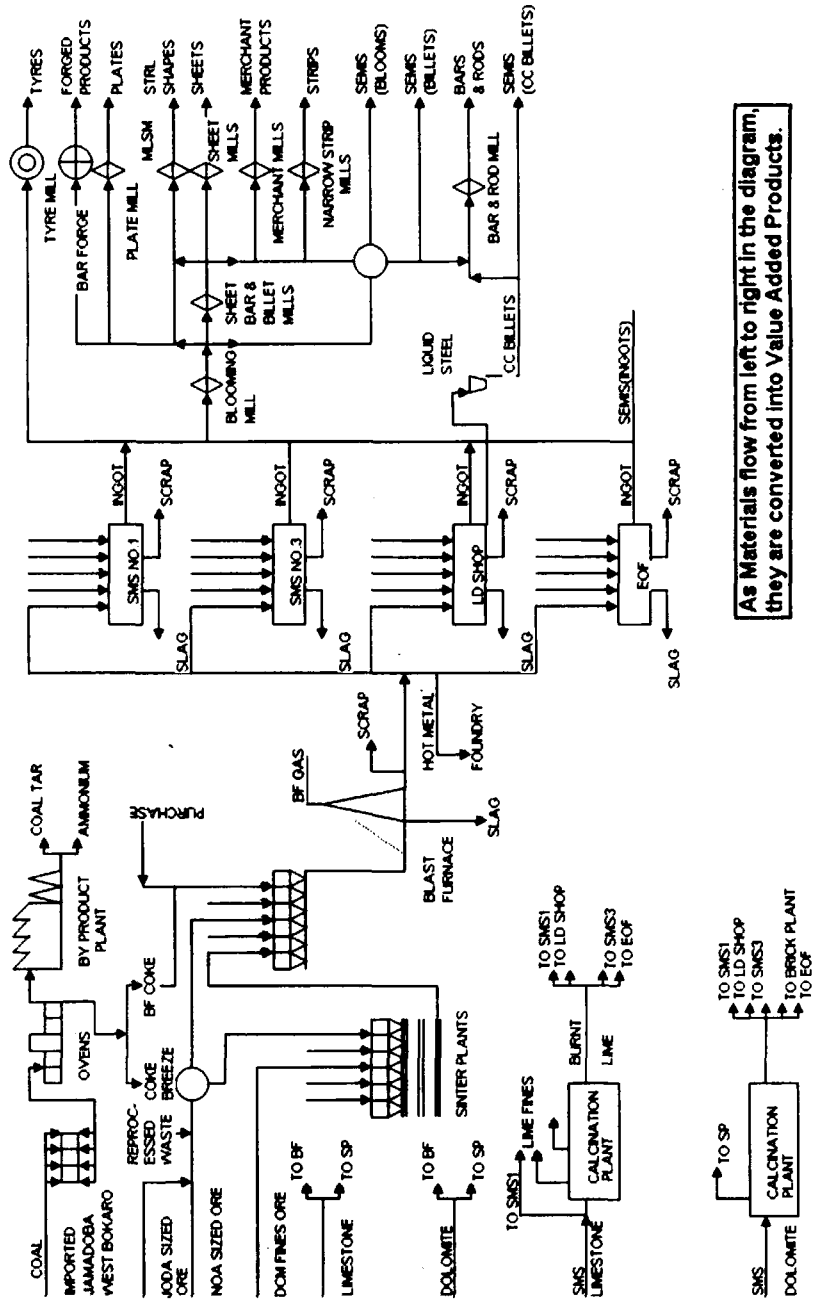 COAL
IMPORTED
JAMADOBA
WEST BOKARO
OVENS
BY PRODUCT
PLANT
COAL TAR
AMMONIUM
REPROC-
ESSED
WASTE
COKE
BREEZE
BF COKE
PURCHASE
JODA SIZED
ORE
NOA SIZED ORE
DCM FINES ORE
SINTER PLANTS
LIMESTONE
TO BF
TO SP
DOLOMITE
TO BF
TO SP
SMS
LIMESTONE
TO SMS1
LIME FINES
CALCINATION
PLANT
BURNT
LIME
TO SMS1
TO LD SHOP
TO SMS3
TO EOF
SMS
DOLOMITE
TO SP
CALCINATION
PLANT
TO SMS1
TO LD SHOP
TO SMS3
TO BRICK PLANT
TO EOF
BF GAS
BLAST
FURNACE
SLAG
SCRAP
HOT METAL
FOUNDRY
SMS NO.1
SLAG
SCRAP
INGOT
SMS NO.3
SLAG
SCRAP
INGOT
LD SHOP
SLAG
SCRAP
INGOT
EOF
SLAG
SCRAP
SEMIS(INGOTS)
LIQUID
STEEL
CC BILLETS
BLOOMING
MILL
SHEET
BAR &
BILLET
MILLS
TYRE MILL
BAR FORGE
PLATE MILL
MLSM
SHEET
MILLS
MERCHANT MILLS
NARROW STRIP
MILLS
BAR & ROD MILL
TYRES
FORGED
PRODUCTS
PLATES
STRL
SHAPES
SHEETS
MERCHANT
PRODUCTS
STRIPS
SEMIS
(BLOOMS)
SEMIS
(BILLETS)
BARS
& RODS
SEMIS
(CC BILLETS)
As Materials flow from left to right in the diagram,
they are converted into Value Added Products.